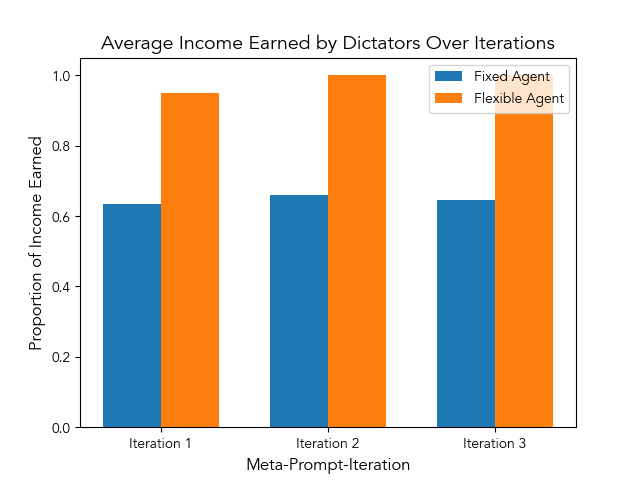 Average Income Earned by Dictators Over Iterations
Proportion of Income Earned
1.0
0.8
0.6
0.4
0.2
0.0
Fixed Agent
Flexible Agent
Iteration 1
Iteration 2
Iteration 3
Meta-Prompt-Iteration